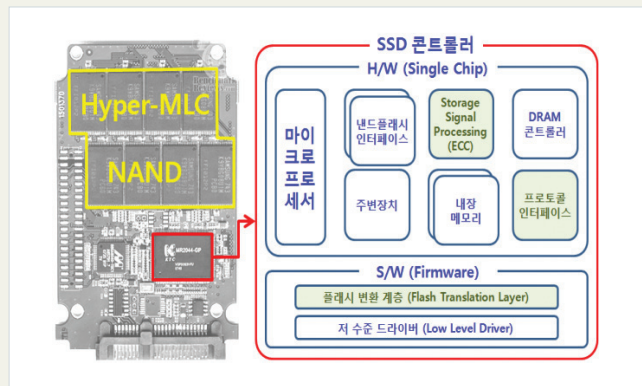 Hyper-MLC
NAND
SSD 콘트롤러
H/W (Single Chip)
마이
크로
프로
세서
낸드플래시
인터페이스
Storage
Signal
Processing
(ECC)
DRAM
콘트롤러
주변장치
내장
메모리
프로토콜
인터페이스
S/W (Firmware)
플래시 변환 계층 (Flash Translation Layer)
저 수준 드라이버 (Low Level Driver)